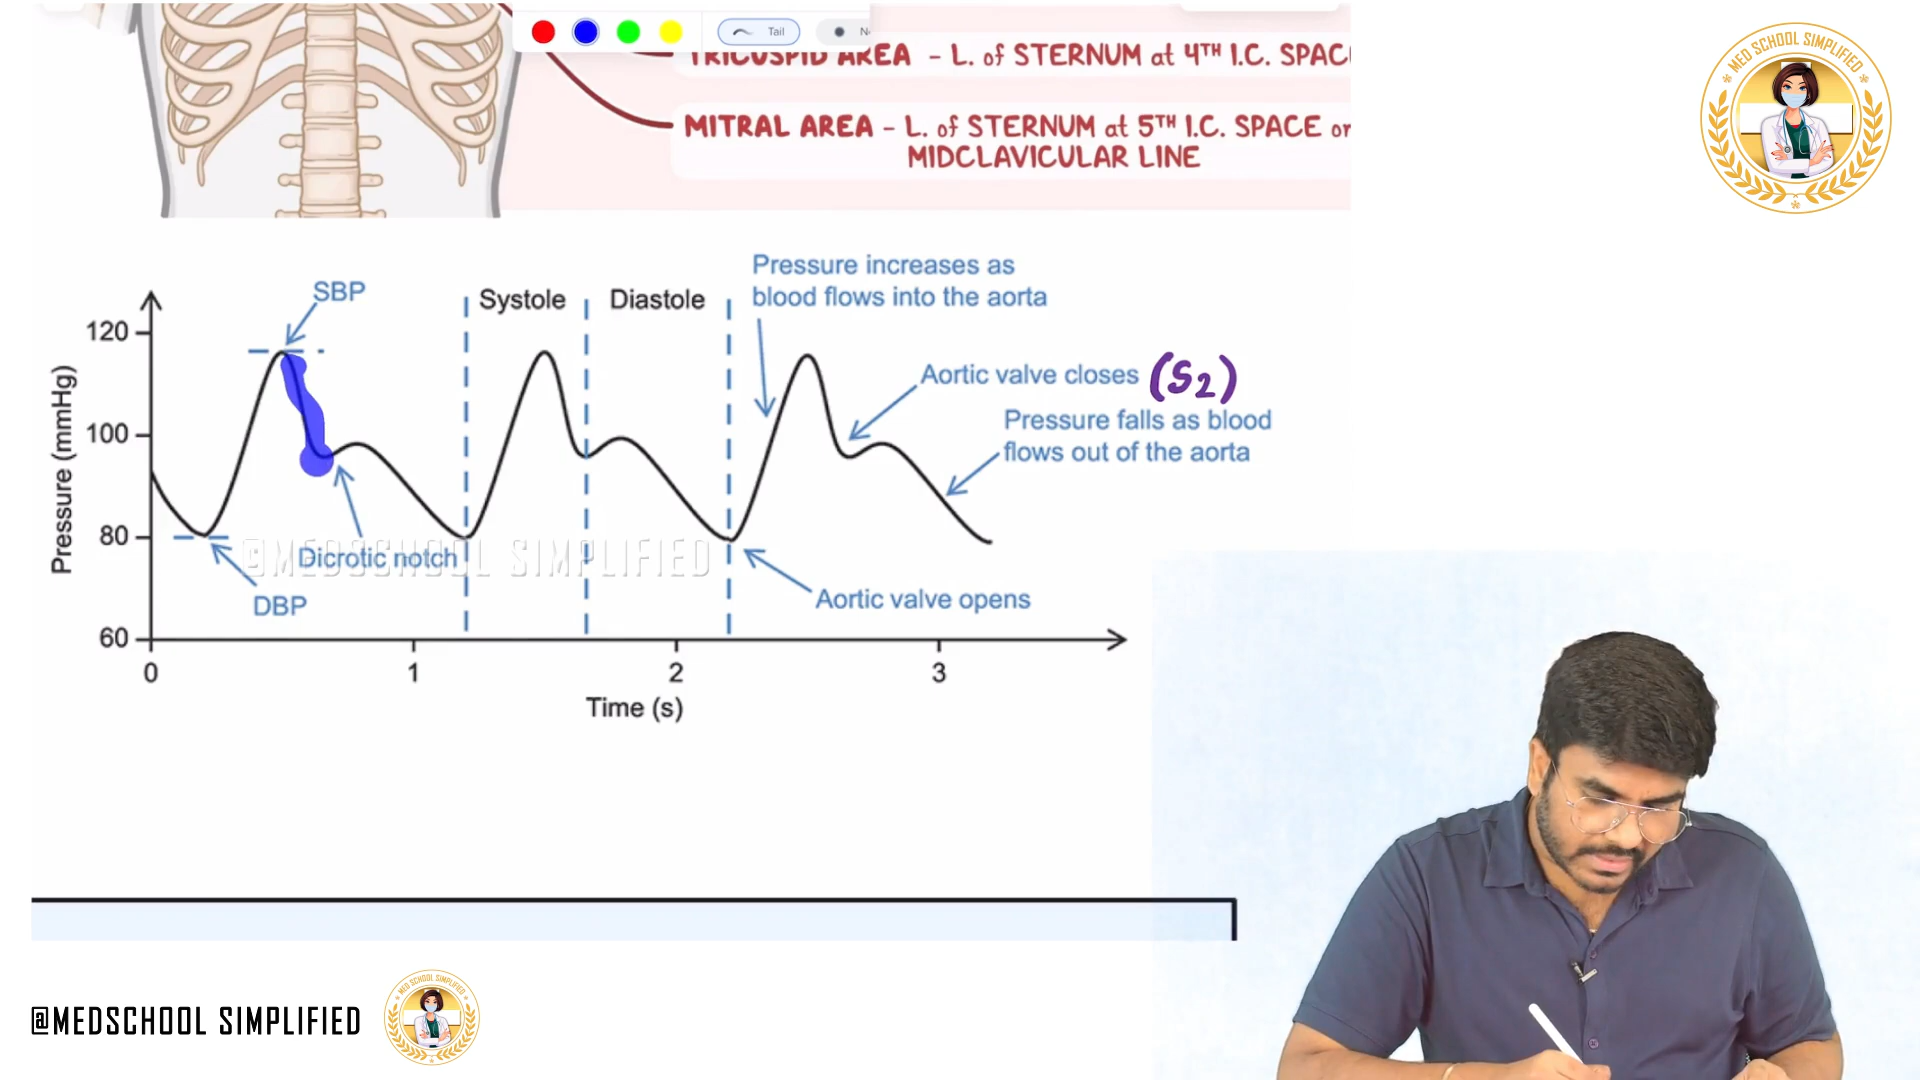 Tail
TRICUSPID AREA - L. of STERNUM at 4TH I.C. SPAC
MITRAL AREA - L. of STERNUM at 5TH I.C. SPACE or
MIDCLAVICULAR LINE
MED SCHOOL SIMPLIFIED
Pressure increases as
blood flows into the aorta
SBP
Systole
Diastole
120
Aortic valve closes (S2)
Pressure falls as blood
flows out of the aorta
100
Pressure (mmHg)
80
@MEDSCHOOL SIMPLIFIED
Dicrotic notch
DBP
Aortic valve opens
60
0 1 2 3
Time (s)
@MEDSCHOOL SIMPLIFIED
MED SCHOOL SIMPLIFIED